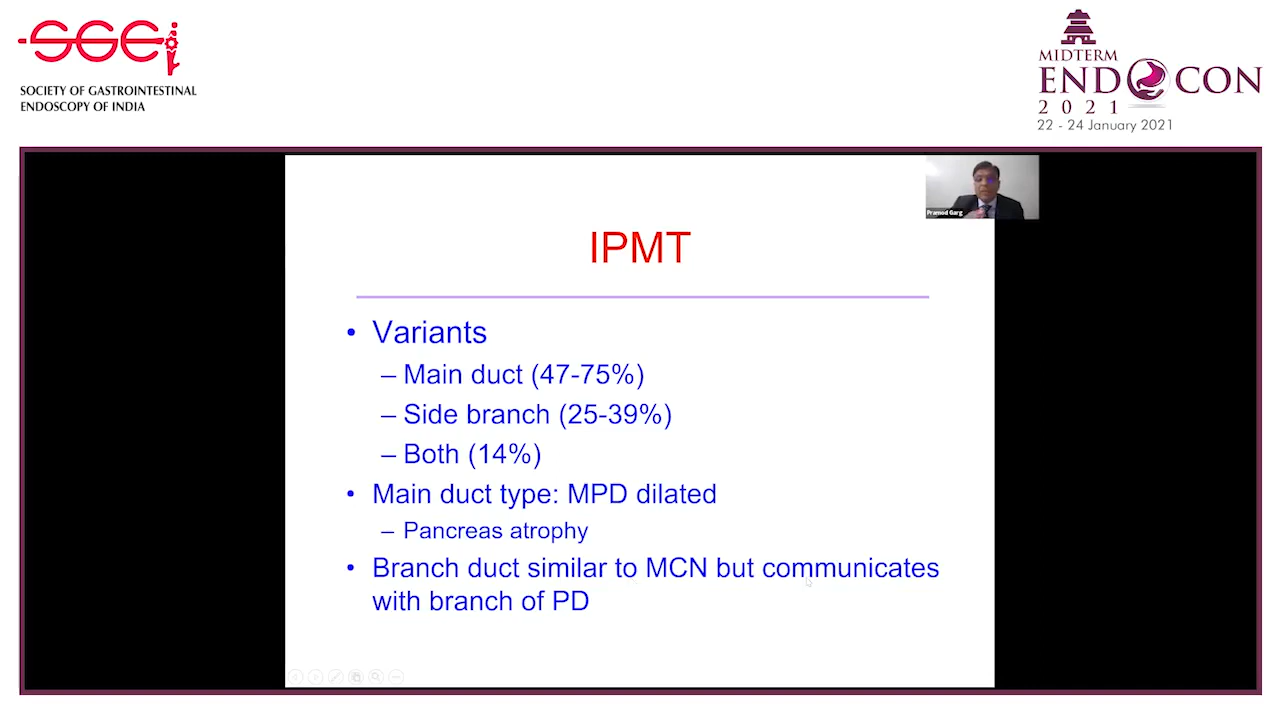 SGEi
SOCIETY OF GASTROINTESTINAL
ENDOSCOPY OF INDIA
MIDTERM
ENDOCON
2021
22 - 24 January 2021
Pramod Garg
IPMT
• Variants
– Main duct (47-75%)
– Side branch (25-39%)
– Both (14%)
• Main duct type: MPD dilated
– Pancreas atrophy
• Branch duct similar to MCN but communicates
with branch of PD